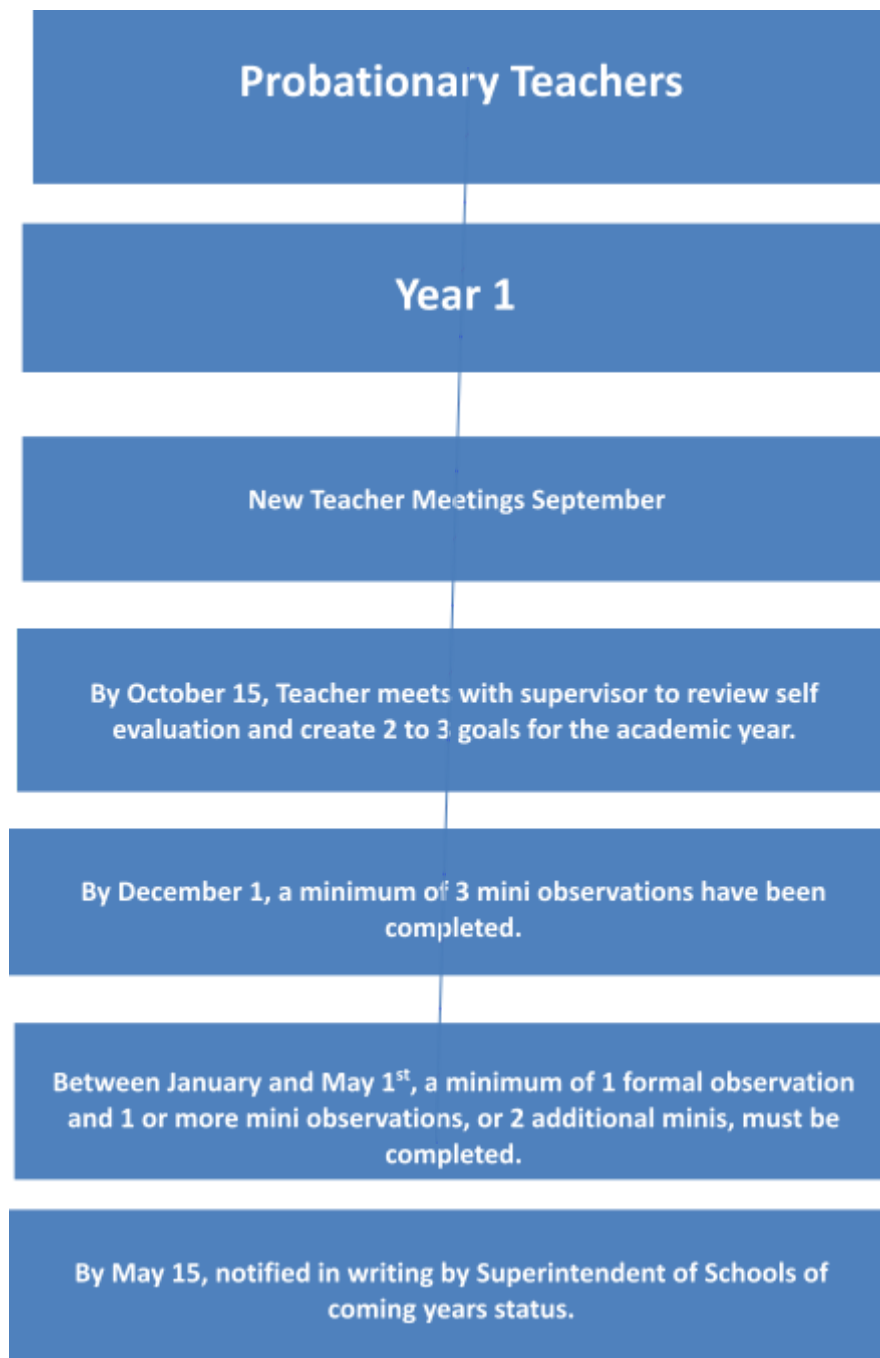 Probationary Teachers
Year 1
New Teacher Meetings September
By October 15, Teacher meets with supervisor to review self
evaluation and create 2 to 3 goals for the academic year.
By December 1, a minimum of 3 mini observations have been
completed.
Between January and May 1st, a minimum of 1 formal observation
and 1 or more mini observations, or 2 additional minis, must be
completed.
By May 15, notified in writing by Superintendent of Schools of
coming years status.